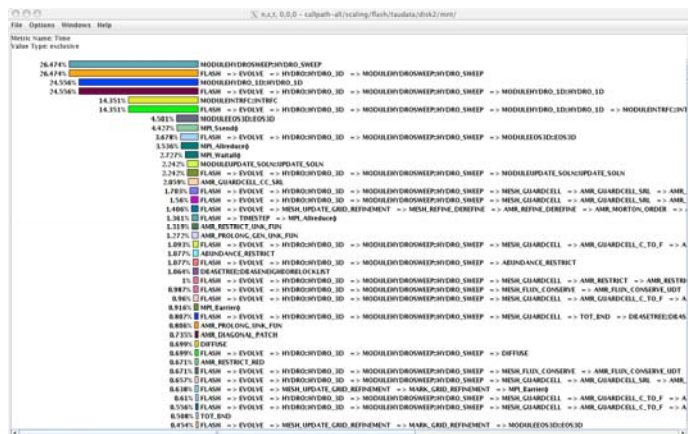 n,c,t, 0,0,0 - callpath-all/scaling/flash/taudata/disk2/mnt/
File Options Windows Help
Metric Name: Time
Value Type: exclusive
26.474% MODULEHYDROSWEEP::HYDRO_SWEEP
26.474% FLASH => EVOLVE => HYDRO::HYDRO_3D => MODULEHYDROSWEEP::HYDRO_SWEEP
24.556% MODULEHYDRO_1D::HYDRO_1D
24.556% FLASH => EVOLVE => HYDRO::HYDRO_3D => MODULEHYDROSWEEP::HYDRO_SWEEP => MODULEHYDRO_1D::HYDRO_1D
14.351% MODULEINTRFC::INTRFC
14.351% FLASH => EVOLVE => HYDRO::HYDRO_3D => MODULEHYDROSWEEP::HYDRO_SWEEP => MODULEHYDRO_1D::HYDRO_1D => MODULEINTRFC::INT
4.501% MODULEEOS3D::EOS3D
4.427% MPI_Ssend()
3.678% FLASH => EVOLVE => HYDRO::HYDRO_3D => MODULEHYDROSWEEP::HYDRO_SWEEP => MODULEEOS3D::EOS3D
3.536% MPI_Allreduce()
2.727% MPI_Waitall()
2.242% MODULEUPDATE_SOLN::UPDATE_SOLN
2.242% FLASH => EVOLVE => HYDRO::HYDRO_3D => MODULEHYDROSWEEP::HYDRO_SWEEP => MODULEUPDATE_SOLN::UPDATE_SOLN
2.059% AMR_GUARDCELL_CC_SRL
1.703% FLASH => EVOLVE => HYDRO::HYDRO_3D => MODULEHYDROSWEEP::HYDRO_SWEEP => MESH_GUARDCELL => AMR_GUARDCELL_SRL => AMR_
1.56% FLASH => EVOLVE => HYDRO::HYDRO_3D => MODULEHYDROSWEEP::HYDRO_SWEEP => MESH_GUARDCELL => AMR_GUARDCELL_SRL => AMR_
1.406% FLASH => EVOLVE => MESH_UPDATE_GRID_REFINEMENT => MESH_REFINE_DEREFINE => AMR_REFINE_DEREFINE => AMR_MORTON_ORDER =>
1.361% FLASH => TIMESTEP => MPI_Allreduce()
1.319% AMR_RESTRICT_UNK_FUN
1.272% AMR_PROLONG_GEN_UNK_FUN
1.093% FLASH => EVOLVE => HYDRO::HYDRO_3D => MODULEHYDROSWEEP::HYDRO_SWEEP => MESH_GUARDCELL => AMR_GUARDCELL_C_TO_F => A
1.077% ABUNDANCE_RESTRICT
1.077% FLASH => EVOLVE => HYDRO::HYDRO_3D => MODULEHYDROSWEEP::HYDRO_SWEEP => ABUNDANCE_RESTRICT
1.064% DBASETREE::DBASENEIGHBORBLOCKLIST
1% FLASH => EVOLVE => HYDRO::HYDRO_3D => MODULEHYDROSWEEP::HYDRO_SWEEP => MESH_GUARDCELL => AMR_RESTRICT => AMR_RESTRI
0.987% FLASH => EVOLVE => HYDRO::HYDRO_3D => MODULEHYDROSWEEP::HYDRO_SWEEP => MESH_FLUX_CONSERVE => AMR_FLUX_CONSERVE_UDT
0.96% FLASH => EVOLVE => HYDRO::HYDRO_3D => MODULEHYDROSWEEP::HYDRO_SWEEP => MESH_GUARDCELL => AMR_GUARDCELL_C_TO_F => A
0.916% MPI_Barrier()
0.807% FLASH => EVOLVE => HYDRO::HYDRO_3D => MODULEHYDROSWEEP::HYDRO_SWEEP => MESH_GUARDCELL => TOT_BND => DBASETREE::DBAS
0.806% AMR_PROLONG_UNK_FUN
0.735% AMR_DIAGONAL_PATCH
0.699% DIFFUSE
0.699% FLASH => EVOLVE => HYDRO::HYDRO_3D => MODULEHYDROSWEEP::HYDRO_SWEEP => DIFFUSE
0.671% AMR_RESTRICT_RED
0.671% FLASH => EVOLVE => HYDRO::HYDRO_3D => MODULEHYDROSWEEP::HYDRO_SWEEP => MESH_FLUX_CONSERVE => AMR_FLUX_CONSERVE_UDT
0.657% FLASH => EVOLVE => HYDRO::HYDRO_3D => MODULEHYDROSWEEP::HYDRO_SWEEP => MESH_GUARDCELL => AMR_GUARDCELL_SRL => AMR_
0.638% FLASH => EVOLVE => MESH_UPDATE_GRID_REFINEMENT => MARK_GRID_REFINEMENT => MPI_Barrier()
0.61% FLASH => EVOLVE => HYDRO::HYDRO_3D => MODULEHYDROSWEEP::HYDRO_SWEEP => MESH_GUARDCELL => AMR_GUARDCELL_C_TO_F => A
0.556% FLASH => EVOLVE => HYDRO::HYDRO_3D => MODULEHYDROSWEEP::HYDRO_SWEEP => MESH_GUARDCELL => AMR_GUARDCELL_C_TO_F => A
0.508% TOT_BND
0.454% FLASH => EVOLVE => MESH_UPDATE_GRID_REFINEMENT => MARK_GRID_REFINEMENT => MODULEEOS3D::EOS3D